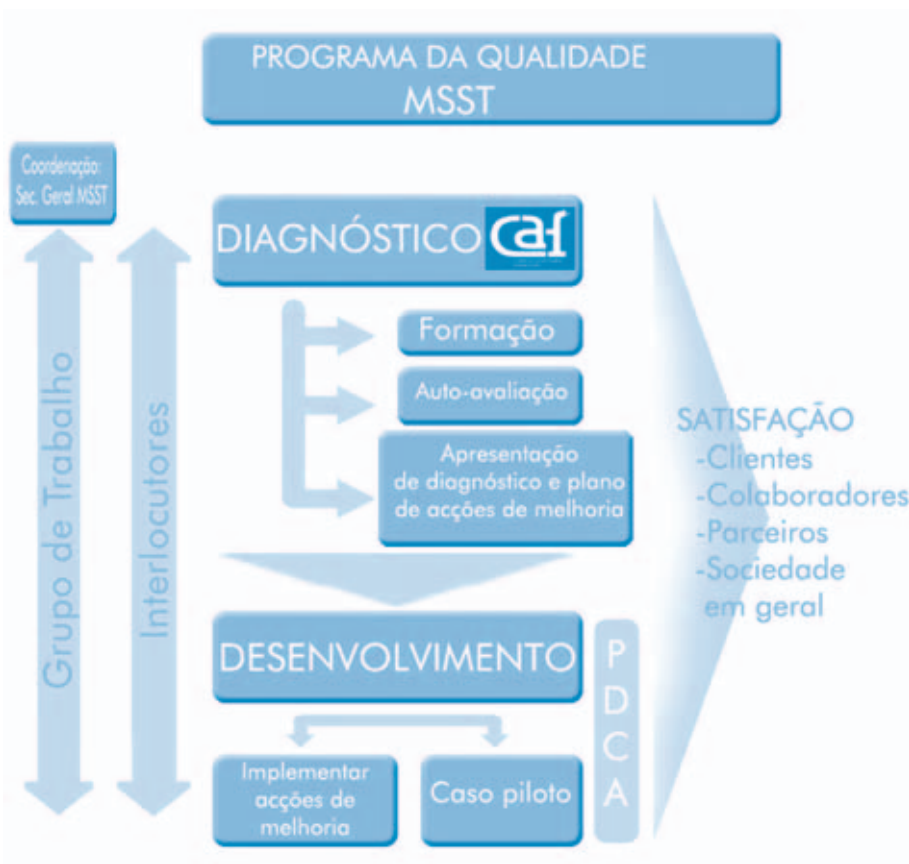 PROGRAMA DA QUALIDADE
MSST
Coordenação:
Sec. Geral MSST
DIAGNÓSTICO caf
Formação
Auto-avaliação
Apresentação
de diagnóstico e plano
de acções de melhoria
Grupo de Trabalho
Interlocutores
SATISFAÇÃO
-Clientes
-Colaboradores
-Parceiros
-Sociedade
em geral
DESENVOLVIMENTO
P
D
C
A
Implementar
acções de
melhoria
Caso piloto